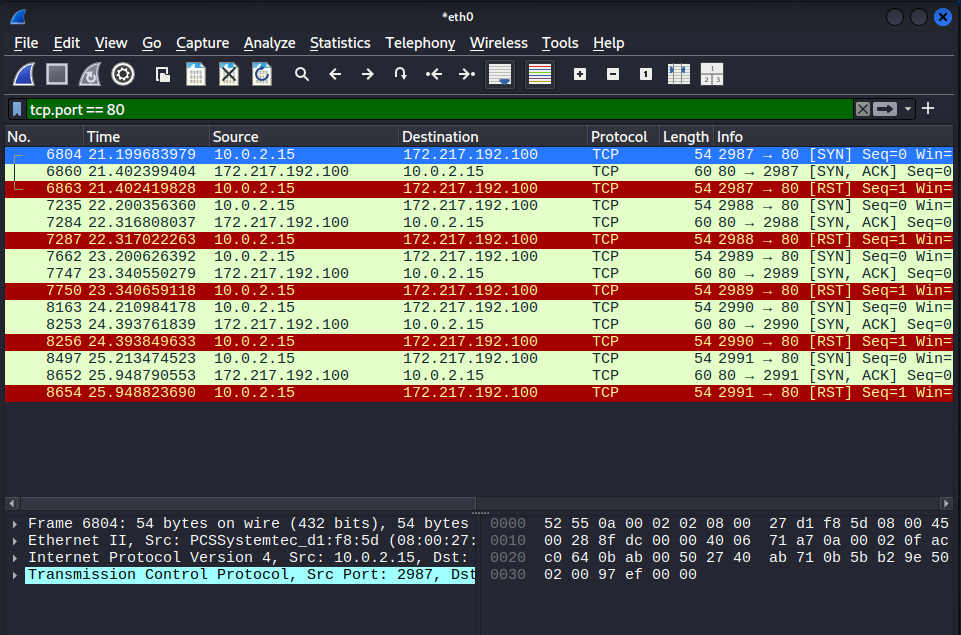 *eth0
File Edit View Go Capture Analyze Statistics Telephony Wireless Tools Help
tcp.port == 80
No. Time Source Destination Protocol Length Info
6804 21.199683979 10.0.2.15 172.217.192.100 TCP 54 2987 → 80 [SYN] Seq=0 Win=
6860 21.402399404 172.217.192.100 10.0.2.15 TCP 60 80 → 2987 [SYN, ACK] Seq=0
6863 21.402419828 10.0.2.15 172.217.192.100 TCP 54 2987 → 80 [RST] Seq=1 Win=
7235 22.200356360 10.0.2.15 172.217.192.100 TCP 54 2988 → 80 [SYN] Seq=0 Win=
7284 22.316808037 172.217.192.100 10.0.2.15 TCP 60 80 → 2988 [SYN, ACK] Seq=0
7287 22.317022263 10.0.2.15 172.217.192.100 TCP 54 2988 → 80 [RST] Seq=1 Win=
7662 23.200626392 10.0.2.15 172.217.192.100 TCP 54 2989 → 80 [SYN] Seq=0 Win=
7747 23.340550279 172.217.192.100 10.0.2.15 TCP 60 80 → 2989 [SYN, ACK] Seq=0
7750 23.340659118 10.0.2.15 172.217.192.100 TCP 54 2989 → 80 [RST] Seq=1 Win=
8163 24.210984178 10.0.2.15 172.217.192.100 TCP 54 2990 → 80 [SYN] Seq=0 Win=
8253 24.393761839 172.217.192.100 10.0.2.15 TCP 60 80 → 2990 [SYN, ACK] Seq=0
8256 24.393849633 10.0.2.15 172.217.192.100 TCP 54 2990 → 80 [RST] Seq=1 Win=
8497 25.213474523 10.0.2.15 172.217.192.100 TCP 54 2991 → 80 [SYN] Seq=0 Win=
8652 25.948790553 172.217.192.100 10.0.2.15 TCP 60 80 → 2991 [SYN, ACK] Seq=0
8654 25.948823690 10.0.2.15 172.217.192.100 TCP 54 2991 → 80 [RST] Seq=1 Win=
Frame 6804: 54 bytes on wire (432 bits), 54 bytes
Ethernet II, Src: PCSSystemtec_d1:f8:5d (08:00:27:
Internet Protocol Version 4, Src: 10.0.2.15, Dst:
Transmission Control Protocol, Src Port: 2987, Dst
0000 52 55 0a 00 02 02 08 00 27 d1 f8 5d 08 00 45
0010 00 28 8f dc 00 00 40 06 71 a7 0a 00 02 0f ac
0020 c0 64 0b ab 00 50 27 40 ab 71 0b 5b b2 9e 50
0030 02 00 97 ef 00 00